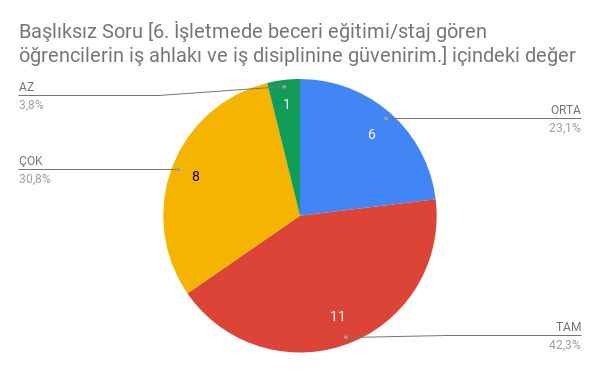 Başlıksız Soru [6. İşletmede beceri eğitimi/staj gören
öğrencilerin iş ahlakı ve iş disiplinine güvenirim.] içindeki değer
AZ
3,8%
1
ORTA
23,1%
6
ÇOK
30,8%
8
11
TAM
42,3%